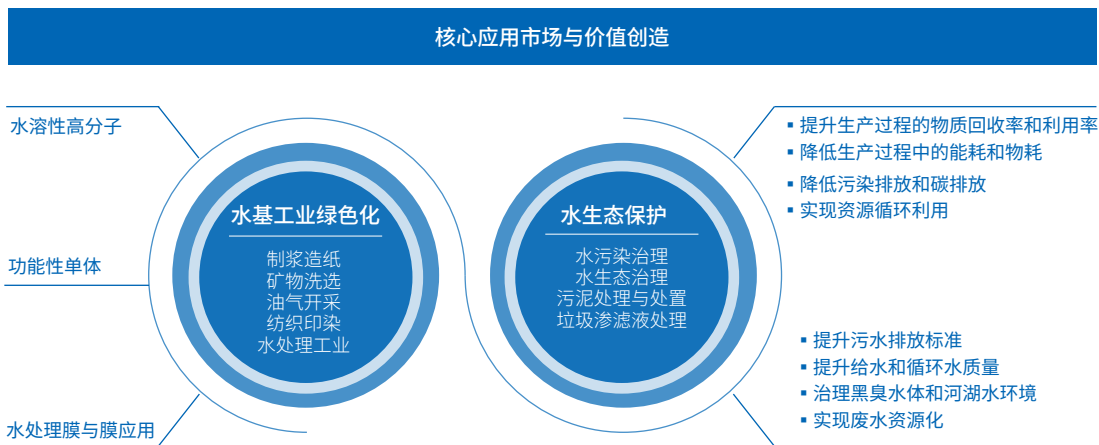 核心应用市场与价值创造
水溶性高分子
功能性单体
水处理膜与膜应用
水基工业绿色化
制浆造纸
矿物洗选
油气开采
纺织印染
水处理工业
水生态保护
水污染治理
水生态治理
污泥处理与处置
垃圾渗滤液处理
▪ 提升生产过程的物质回收率和利用率
▪ 降低生产过程中的能耗和物耗
▪ 降低污染排放和碳排放
▪ 实现资源循环利用
▪ 提升污水排放标准
▪ 提升给水和循环水质量
▪ 治理黑臭水体和河湖水环境
▪ 实现废水资源化